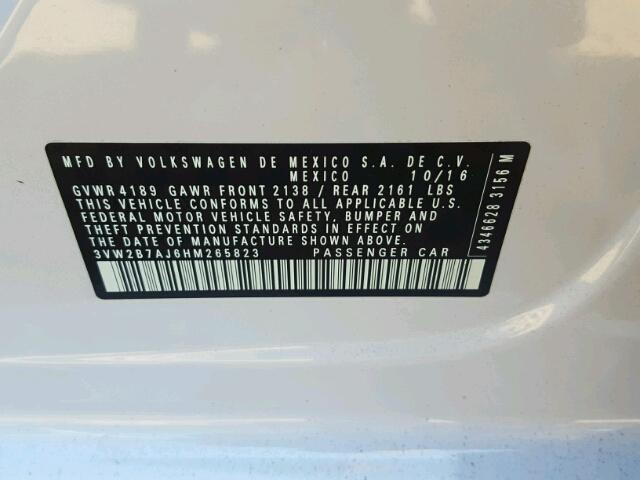 MFD BY VOLKSWAGEN DE MEXICO S.A. DE C.V.
MEXICO 10/16
GVWR 4189 GAWR FRONT 2138 / REAR 2161 LBS
THIS VEHICLE CONFORMS TO ALL APPLICABLE U.S.
FEDERAL MOTOR VEHICLE SAFETY, BUMPER AND
THEFT PREVENTION STANDARDS IN EFFECT ON
THE DATE OF MANUFACTURE SHOWN ABOVE.
3VW2B7AJ6HM265823 PASSENGER CAR
4346628 3156 M